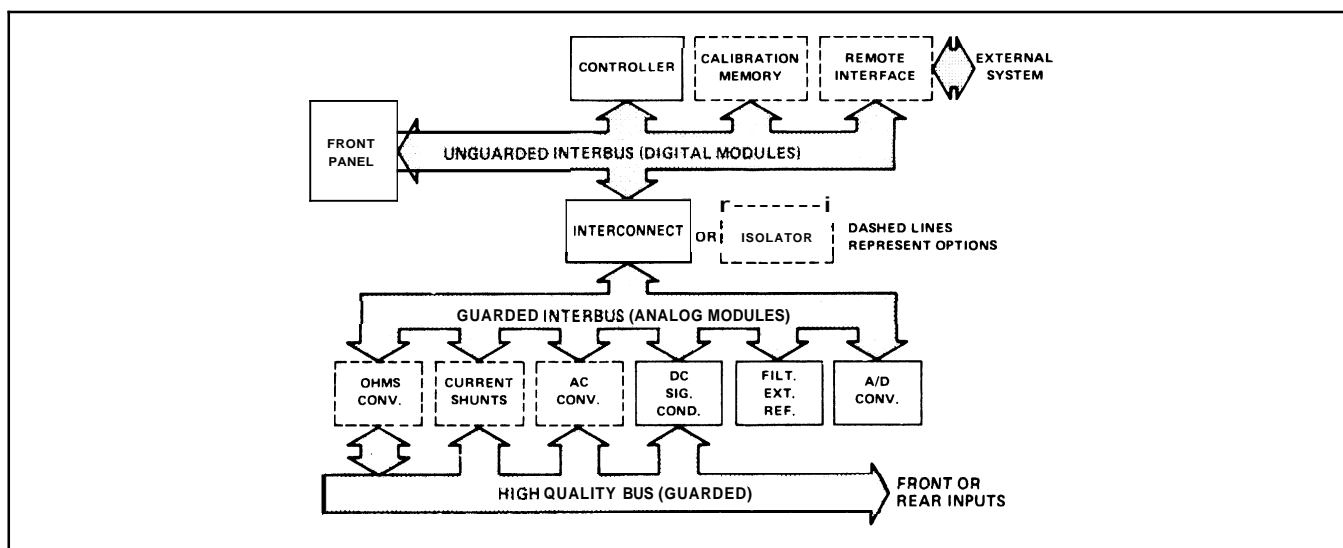 CONTROLLER
CALIBRATION
MEMORY
REMOTE
INTERFACE
EXTERNAL
SYSTEM
FRONT
PANEL
UNGUARDED INTERBUS (DIGITAL MODULES)
INTERCONNECT
OR
ISOLATOR
DASHED LINES
REPRESENT OPTIONS
GUARDED INTERBUS (ANALOG MODULES)
OHMS
CONV.
CURRENT
SHUNTS
AC
CONV.
DC
SIG.
COND.
FILT.
EXT.
REF.
A/D
CONV.
HIGH QUALITY BUS (GUARDED)
FRONT OR
REAR INPUTS